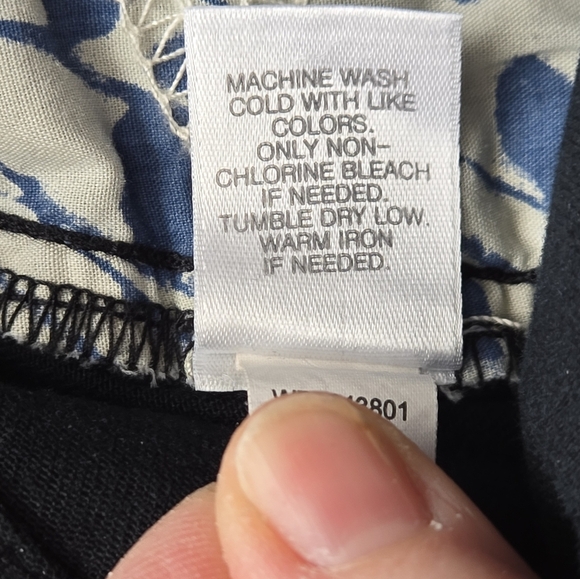 MACHINE WASH
COLD WITH LIKE
COLORS.
ONLY NON-
CHLORINE BLEACH
IF NEEDED.
TUMBLE DRY LOW.
WARM IRON
IF NEEDED.